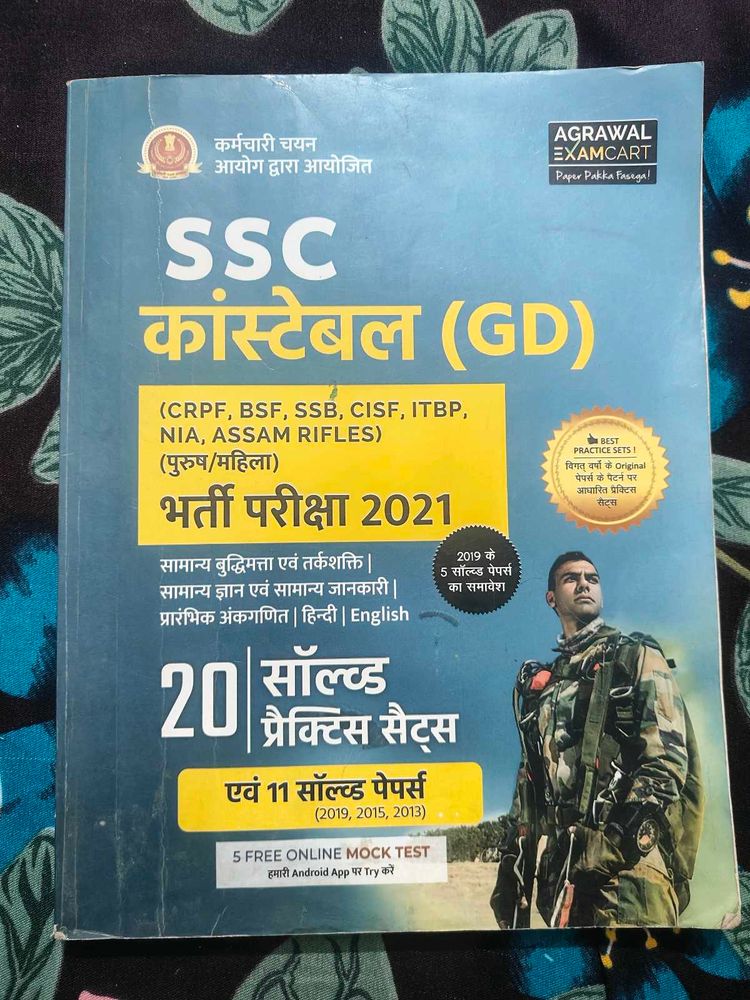 कर्मचारी चयन
आयोग द्वारा आयोजित
AGRAWAL
EXAMCART
Paper Pakka Fasega!
SSC
कांस्टेबल (GD)
(CRPF, BSF, SSB, CISF, ITBP,
NIA, ASSAM RIFLES)
(पुरुष/महिला)
भर्ती परीक्षा 2021
BEST
PRACTICE SETS !
विगत् वर्षों के Original
पेपर्स के पैटर्न पर
आधारित प्रैक्टिस
सैट्स
2019 के
5 सॉल्व्ड पेपर्स
का समावेश
सामान्य बुद्धिमत्ता एवं तर्कशक्ति |
सामान्य ज्ञान एवं सामान्य जानकारी |
प्रारंभिक अंकगणित | हिन्दी | English
20 सॉल्व्ड
प्रैक्टिस सैट्स
एवं 11 सॉल्व्ड पेपर्स
(2019, 2015, 2013)
5 FREE ONLINE MOCK TEST
हमारी Android App पर Try करें